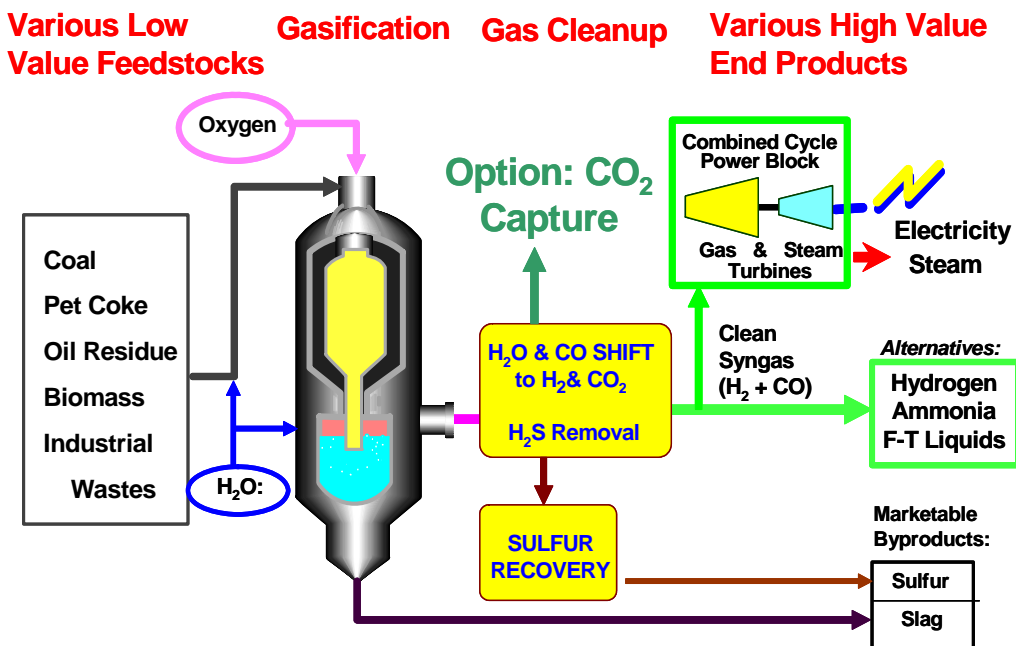 Various Low
Value Feedstocks
Gasification
Gas Cleanup
Various High Value
End Products
Oxygen
Coal
Pet Coke
Oil Residue
Biomass
Industrial
Wastes
H₂O:
Option: CO₂
Capture
H₂O & CO SHIFT
to H₂& CO₂
H₂S Removal
SULFUR
RECOVERY
Combined Cycle
Power Block
Gas & Steam
Turbines
Electricity
Steam
Clean
Syngas
(H₂ + CO)
Alternatives:
Hydrogen
Ammonia
F-T Liquids
Marketable
Byproducts:
Sulfur
Slag